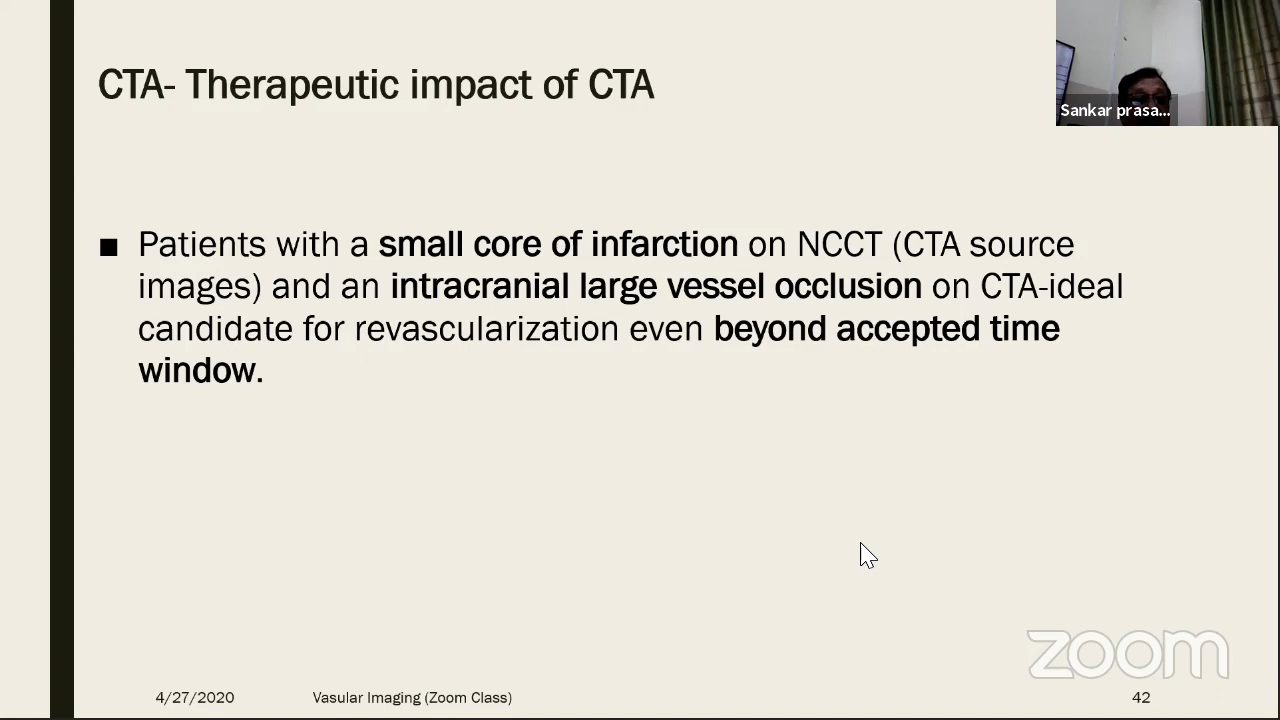 CTA- Therapeutic impact of CTA
Sankar prasa...
■ Patients with a small core of infarction on NCCT (CTA source
images) and an intracranial large vessel occlusion on CTA-ideal
candidate for revascularization even beyond accepted time
window.
zoom
4/27/2020 Vasular Imaging (Zoom Class) 42